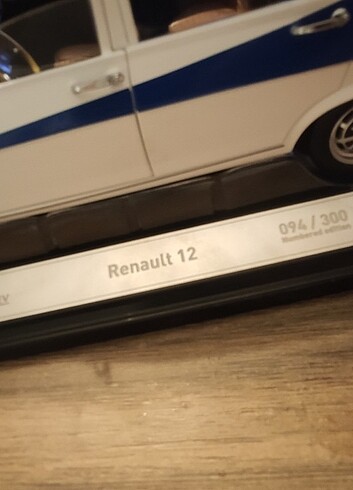 Renault 12
094 / 300
Numbered edition